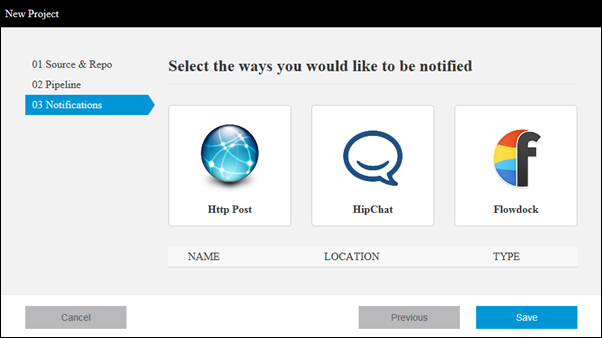 New Project
01 Source & Repo
02 Pipeline
03 Notifications
Select the ways you would like to be notified
Http Post
HipChat
f
Flowdock
NAME LOCATION TYPE
Cancel Previous Save